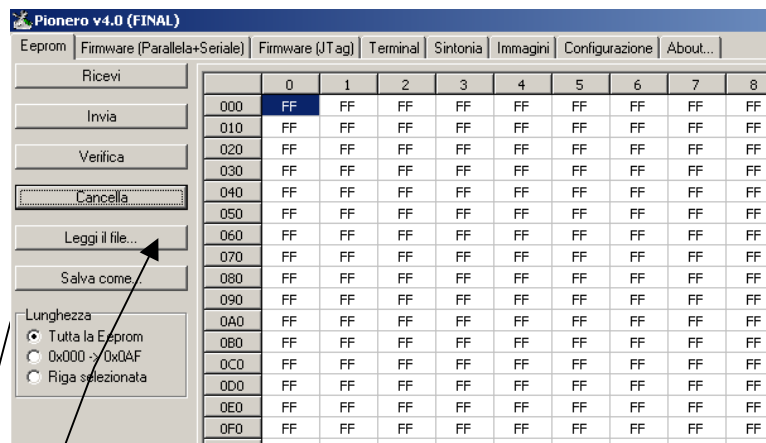 Pionero v4.0 (FINAL)
Eeprom Firmware (Parallela+Seriale) Firmware (JTag) Terminal Sintonia Immagini Configurazione About...
Ricevi
Invia
Verifica
Cancella
Leggi il file...
Salva come...
Lunghezza
Tutta la Eeprom
0x000 -> 0x0AF
Riga selezionata
0 1 2 3 4 5 6 7 8
000 FF FF FF FF FF FF FF FF FF
010 FF FF FF FF FF FF FF FF FF
020 FF FF FF FF FF FF FF FF FF
030 FF FF FF FF FF FF FF FF FF
040 FF FF FF FF FF FF FF FF FF
050 FF FF FF FF FF FF FF FF FF
060 FF FF FF FF FF FF FF FF FF
070 FF FF FF FF FF FF FF FF FF
080 FF FF FF FF FF FF FF FF FF
090 FF FF FF FF FF FF FF FF FF
0A0 FF FF FF FF FF FF FF FF FF
0B0 FF FF FF FF FF FF FF FF FF
0C0 FF FF FF FF FF FF FF FF FF
0D0 FF FF FF FF FF FF FF FF FF
0E0 FF FF FF FF FF FF FF FF FF
0F0 FF FF FF FF FF FF FF FF FF